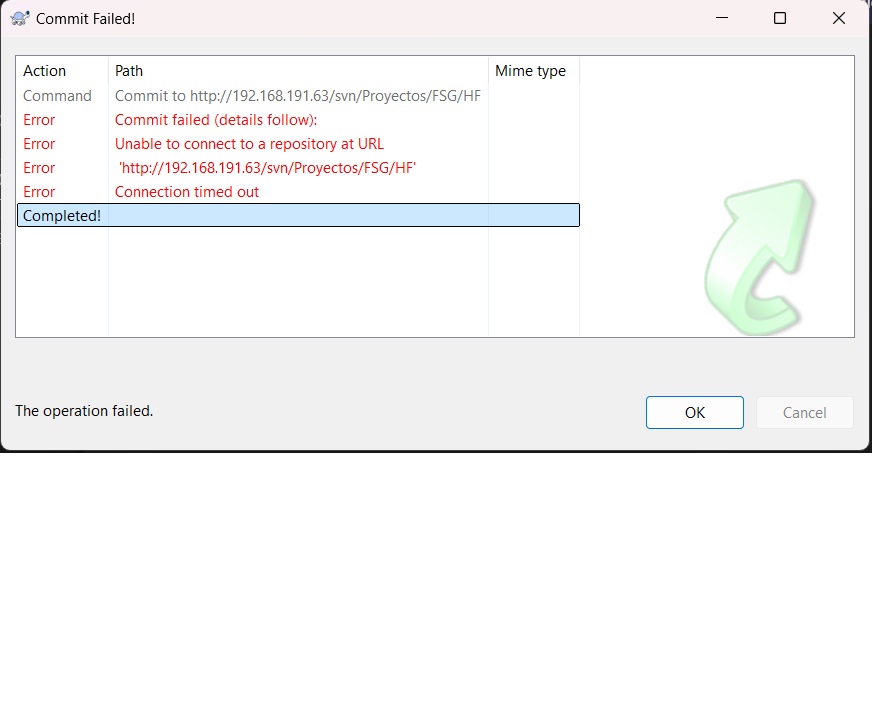 Commit Failed!
Action Path Mime type
Command Commit to http://192.168.191.63/svn/Proyectos/FSG/HF
Error Commit failed (details follow):
Error Unable to connect to a repository at URL
Error 'http://192.168.191.63/svn/Proyectos/FSG/HF'
Error Connection timed out
Completed!
The operation failed.
OK Cancel